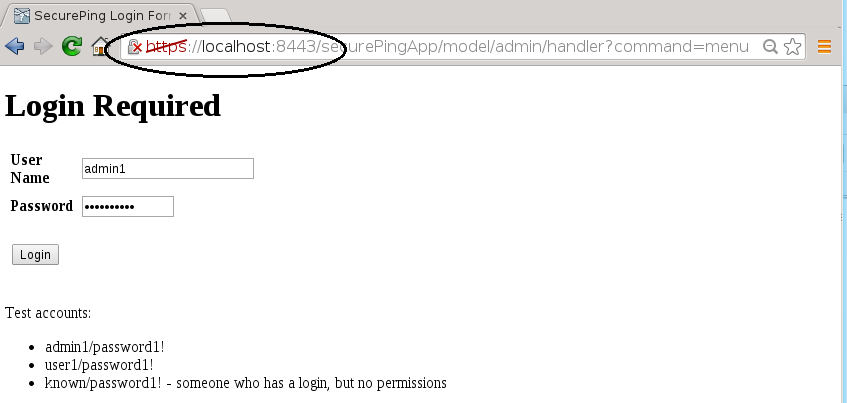 SecurePing Login For
https://localhost:8443/securePingApp/model/admin/handler?command=menu
Login Required
User
Name
admin1
Password
••••••••••
Login
Test accounts:
• admin1/password1!
• user1/password1!
• known/password1! - someone who has a login, but no permissions